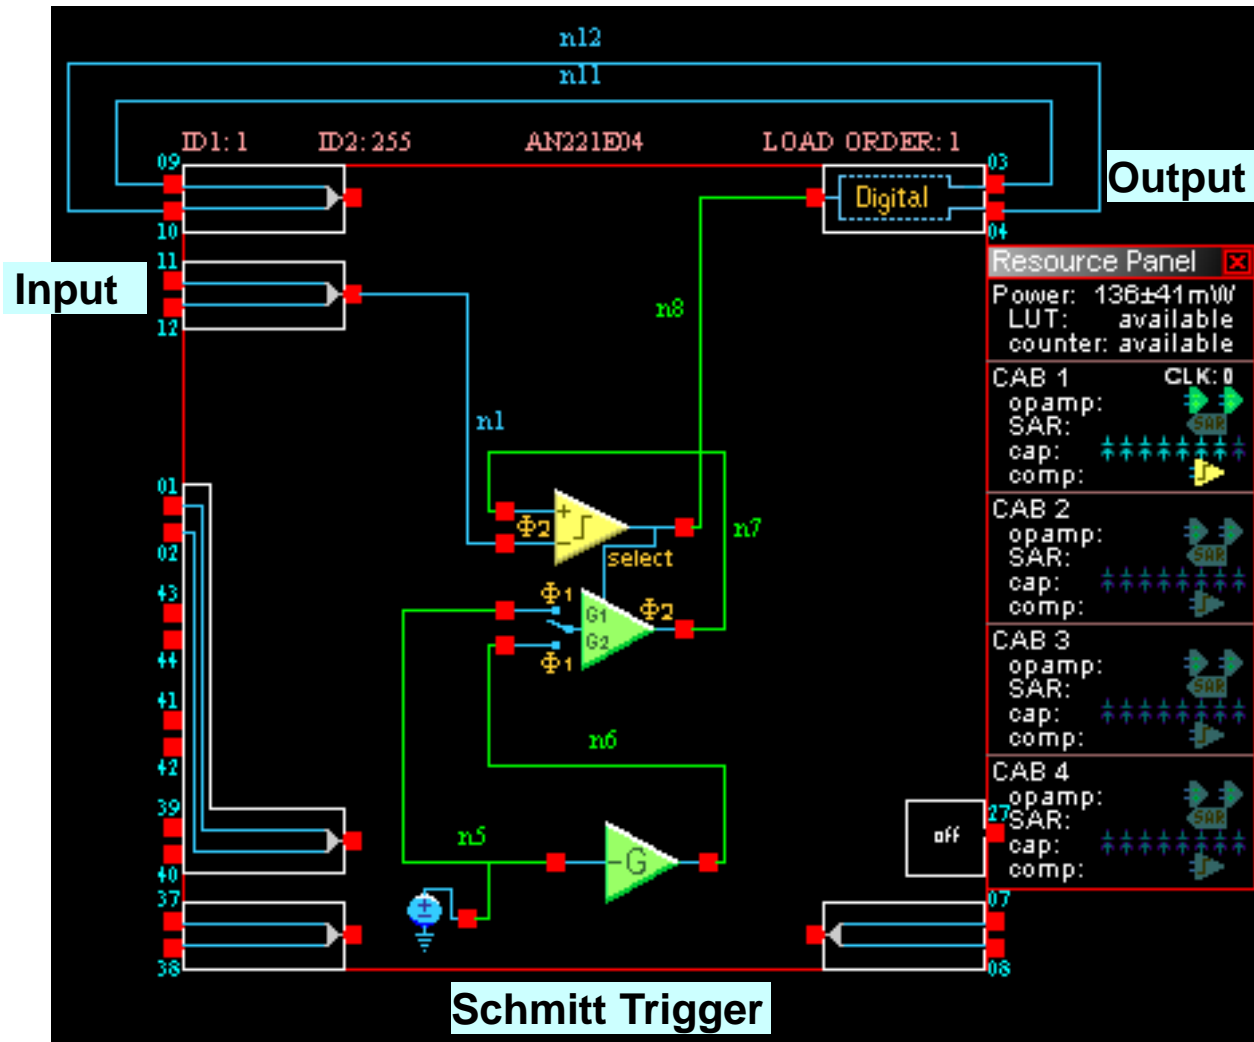 n12
n11
ID1: 1 ID2: 255 AN221E04 LOAD ORDER: 1
09
03
Digital
Output
10
04
11
Input
12
n8
n1
Resource Panel
Power: 136±41mW
LUT: available
counter: available
CAB 1 CLK: 0
opamp:
SAR: SAR
cap:
comp:
CAB 2
opamp:
SAR: SAR
cap:
comp:
CAB 3
opamp:
SAR: SAR
cap:
comp:
CAB 4
opamp:
SAR: SAR
cap:
comp:
01
02
+
Φ2
−
n7
select
43
Φ1
G1
Φ2
G2
Φ1
44
41
n6
42
39
n5
-G
27
off
40
37
07
38
08
Schmitt Trigger